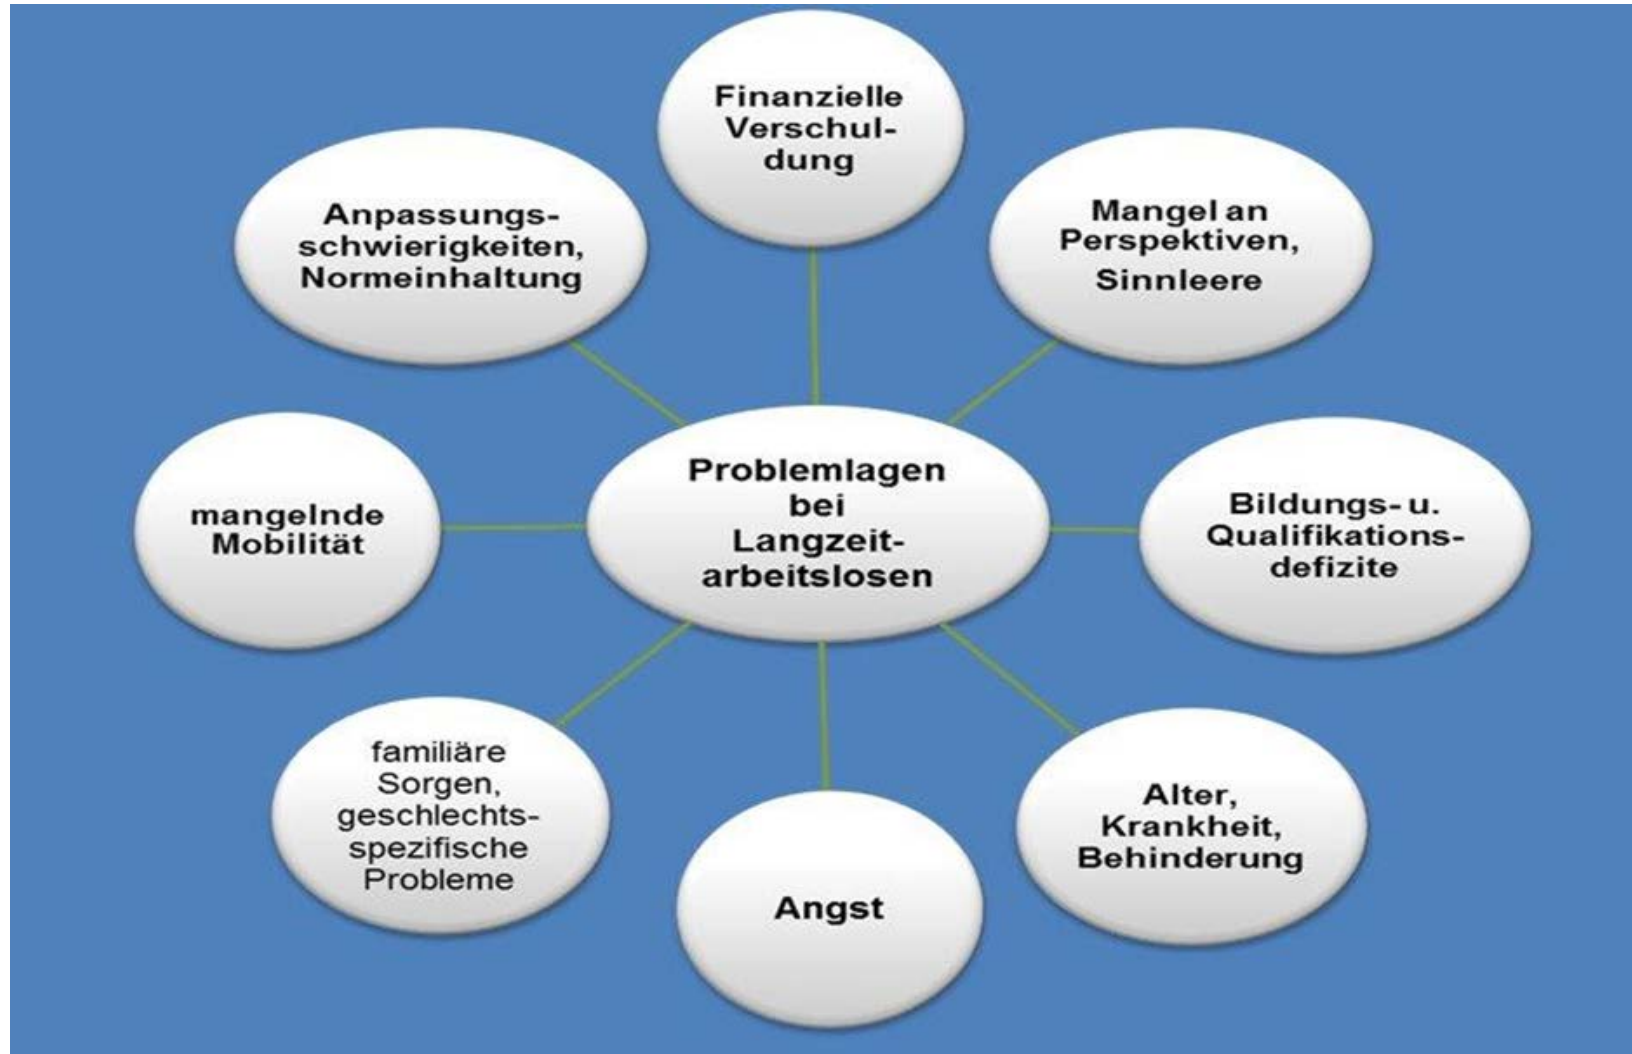 Finanzielle
Verschul-
dung
Anpassungs-
schwierigkeiten,
Normeinhaltung
Mangel an
Perspektiven,
Sinnleere
mangelnde
Mobilität
Problemlagen
bei
Langzeit-
arbeitslosen
Bildungs- u.
Qualifikations-
defizite
familiäre
Sorgen,
geschlechts-
spezifische
Probleme
Angst
Alter,
Krankheit,
Behinderung